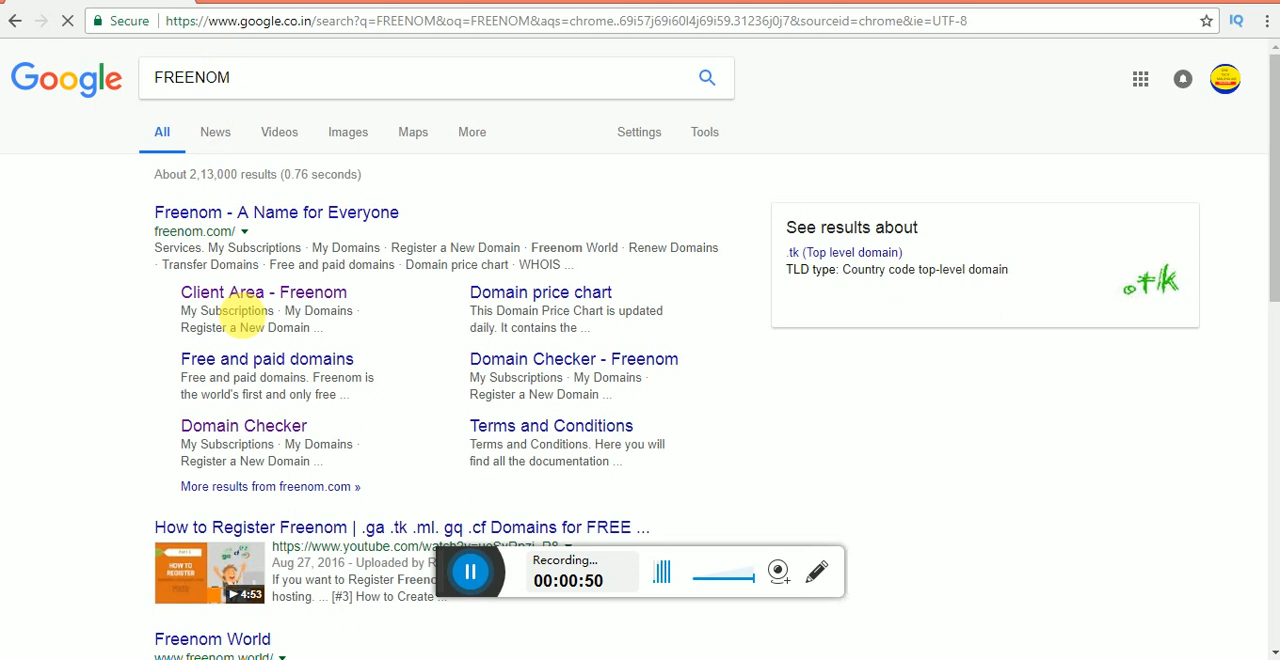 Secure https://www.google.co.in/search?q=FREENOM&oq=FREENOM&aqs=chrome..69i57j69i60l4j69i59.31236j0j7&sourceid=chrome&ie=UTF-8 IQ
Google FREENOM
All News Videos Images Maps More Settings Tools
About 2,13,000 results (0.76 seconds)
Freenom - A Name for Everyone
freenom.com/
Services. My Subscriptions · My Domains · Register a New Domain · Freenom World · Renew Domains
· Transfer Domains · Free and paid domains · Domain price chart · WHOIS ...
Client Area - Freenom
My Subscriptions · My Domains ·
Register a New Domain ...
Domain price chart
This Domain Price Chart is updated
daily. It contains the ...
Free and paid domains
Free and paid domains. Freenom is
the world's first and only free ...
Domain Checker - Freenom
My Subscriptions · My Domains ·
Register a New Domain ...
Domain Checker
My Subscriptions · My Domains ·
Register a New Domain ...
Terms and Conditions
Terms and Conditions. Here you will
find all the documentation ...
More results from freenom.com »
See results about
.tk (Top level domain)
TLD type: Country code top-level domain
.tk
How to Register Freenom | .ga .tk .ml. gq .cf Domains for FREE ...
HOW TO
REGISTER
4:53
https://www.youtube.com/
Aug 27, 2016 - Uploaded by
If you want to Register
hosting. ... [#3] How to Create ...
Recording...
00:00:50
Freenom World
www.freenom.world/